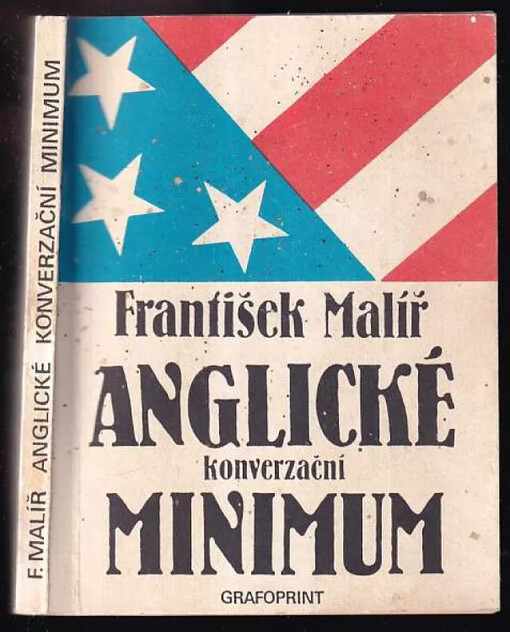 F. MALÍŘ ANGLICKÉ KONVERZAČNÍ MINIMUM
František Malíř
ANGLICKÉ
konverzační
MINIMUM
GRAFOPRINT